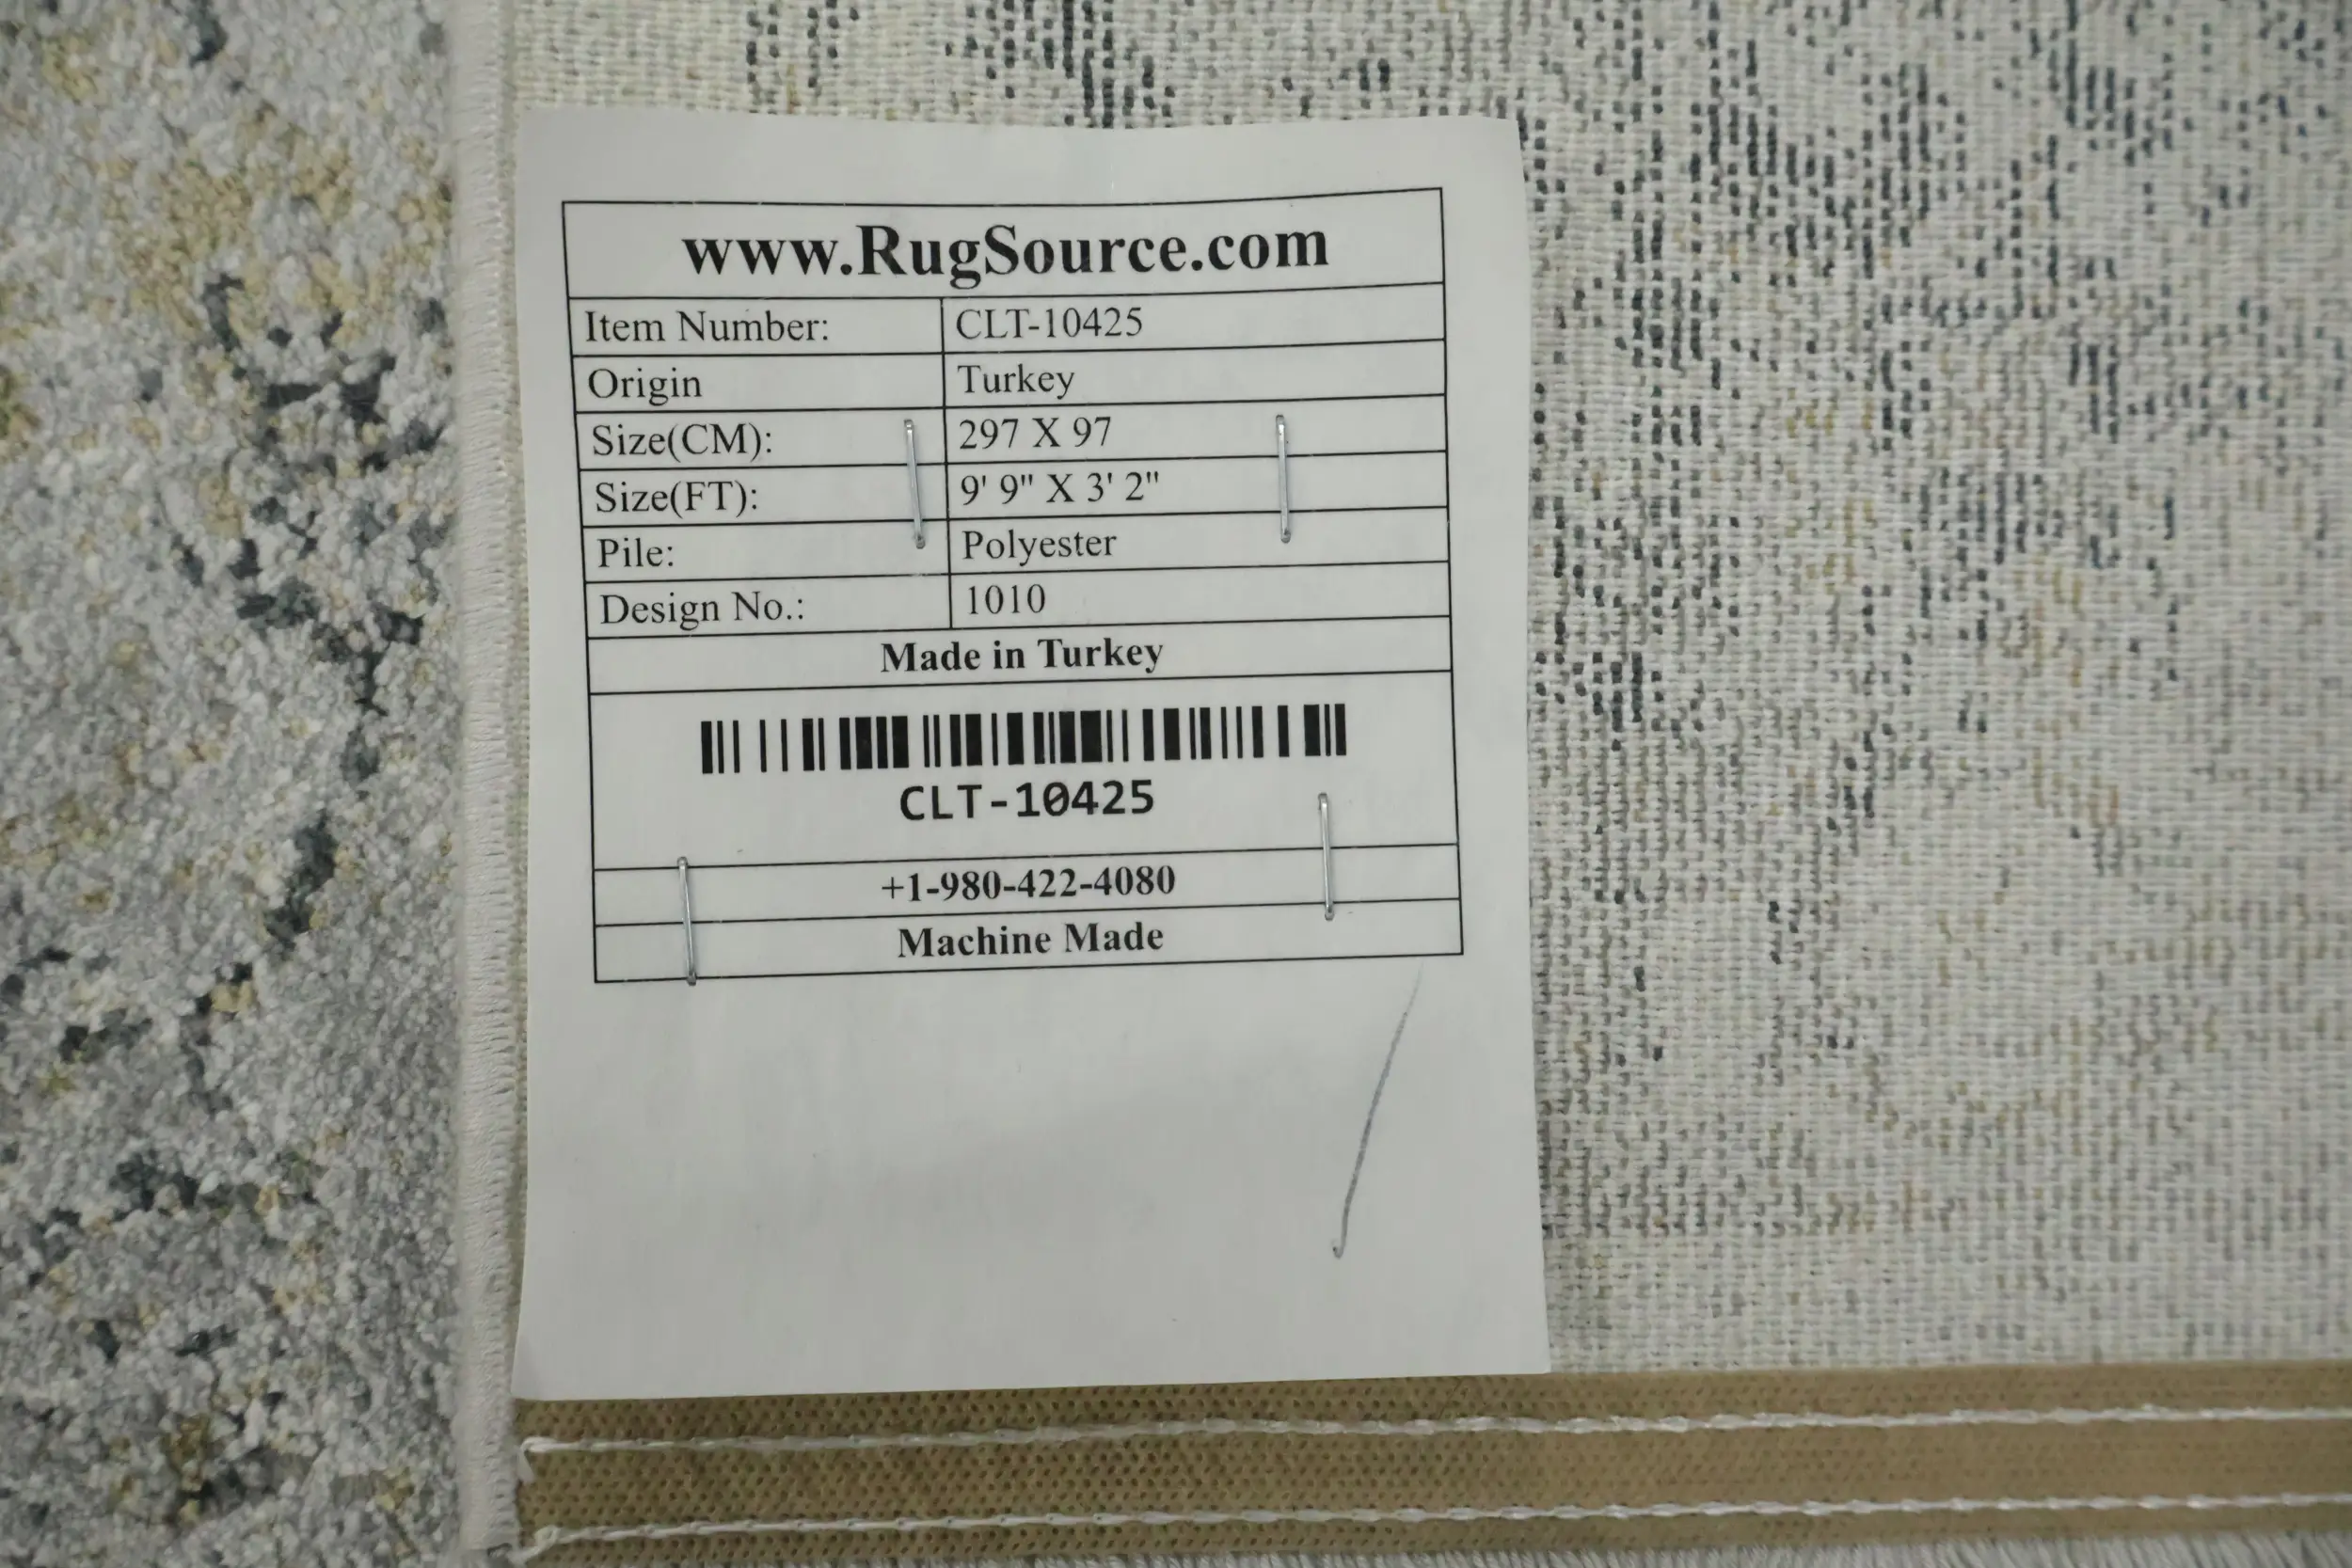 www.RugSource.com
Item Number: CLT-10425
Origin Turkey
Size(CM): 297 X 97
Size(FT): 9' 9" X 3' 2"
Pile: Polyester
Design No.: 1010
Made in Turkey
CLT-10425
+1-980-422-4080
Machine Made